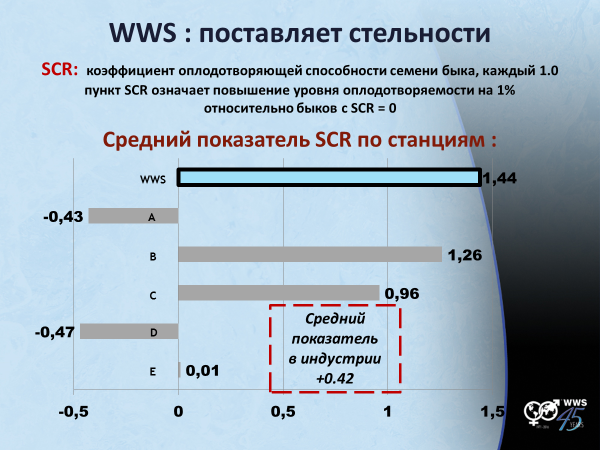 WWS : поставляет стельности
SCR: коэффициент оплодотворяющей способности семени быка, каждый 1.0
пункт SCR означает повышение уровня оплодотворяемости на 1%
относительно быков с SCR = 0
Средний показатель SCR по станциям :
WWS 1,44
-0,43 A
B 1,26
C 0,96
-0,47 D
E 0,01
Средний
показатель
в индустрии
+0.42
-0,5 0 0,5 1 1,5
WWS
45
YEARS